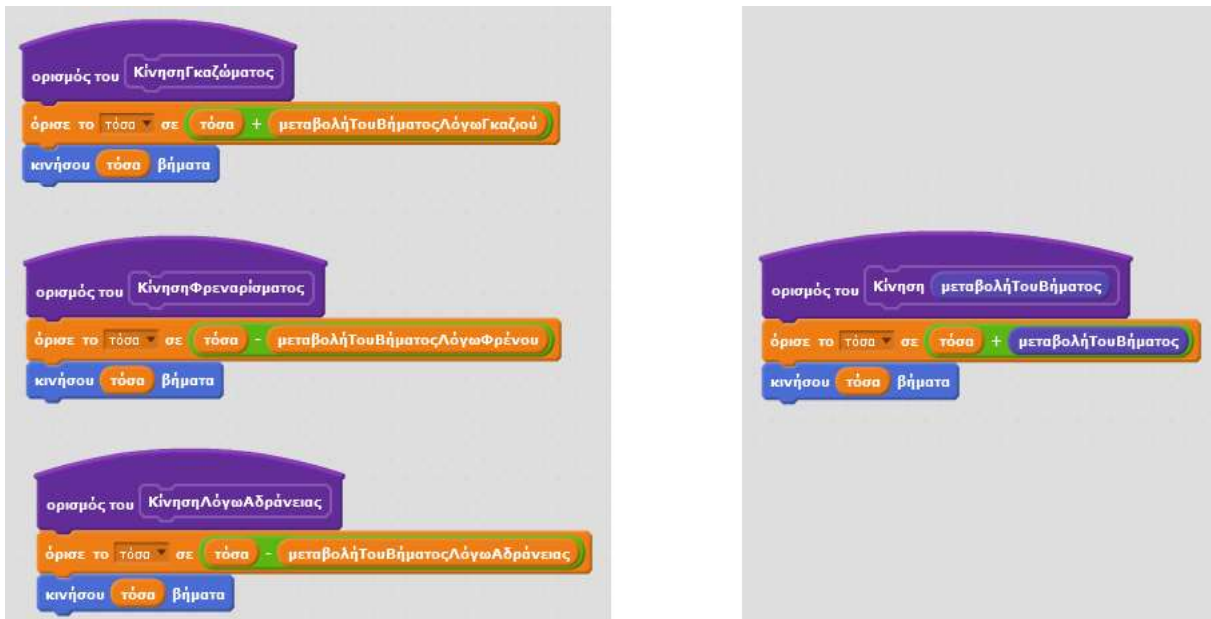 ορισμός του ΚίνησηΓκαζώματος
όρισε το τόσα σε τόσα + μεταβολήΤουΒήματοςΛόγωΓκαζιού
κινήσου τόσα βήματα
ορισμός του ΚίνησηΦρεναρίσματος
όρισε το τόσα σε τόσα - μεταβολήΤουΒήματοςΛόγωΦρένου
κινήσου τόσα βήματα
ορισμός του ΚίνησηΛόγωΑδράνειας
όρισε το τόσα σε τόσα - μεταβολήΤουΒήματοςΛόγωΑδράνειας
κινήσου τόσα βήματα
ορισμός του Κίνηση μεταβολήΤουΒήματος
όρισε το τόσα σε τόσα + μεταβολήΤουΒήματος
κινήσου τόσα βήματα